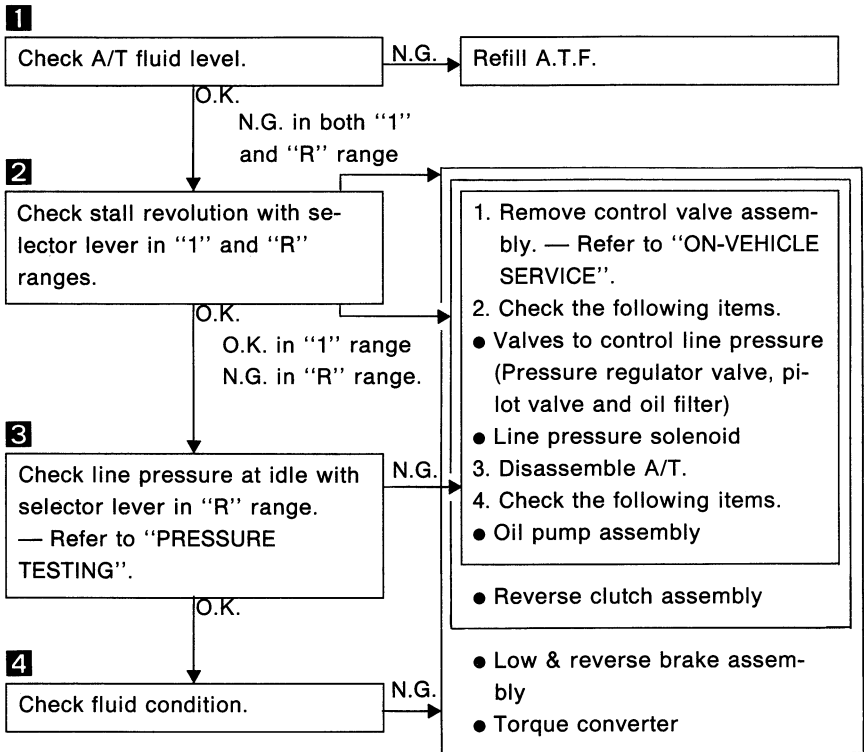 1
Check A/T fluid level.
N.G.
Refill A.T.F.
O.K.
N.G. in both "1"
and "R" range
2
Check stall revolution with se-
lector lever in "1" and "R"
ranges.
O.K.
O.K. in "1" range
N.G. in "R" range.
3
Check line pressure at idle with
selector lever in "R" range.
— Refer to "PRESSURE
TESTING".
N.G.
O.K.
4
Check fluid condition.
N.G.
1. Remove control valve assem-
bly. — Refer to "ON-VEHICLE
SERVICE".
2. Check the following items.
● Valves to control line pressure
(Pressure regulator valve, pi-
lot valve and oil filter)
● Line pressure solenoid
3. Disassemble A/T.
4. Check the following items.
● Oil pump assembly
● Reverse clutch assembly
● Low & reverse brake assem-
bly
● Torque converter